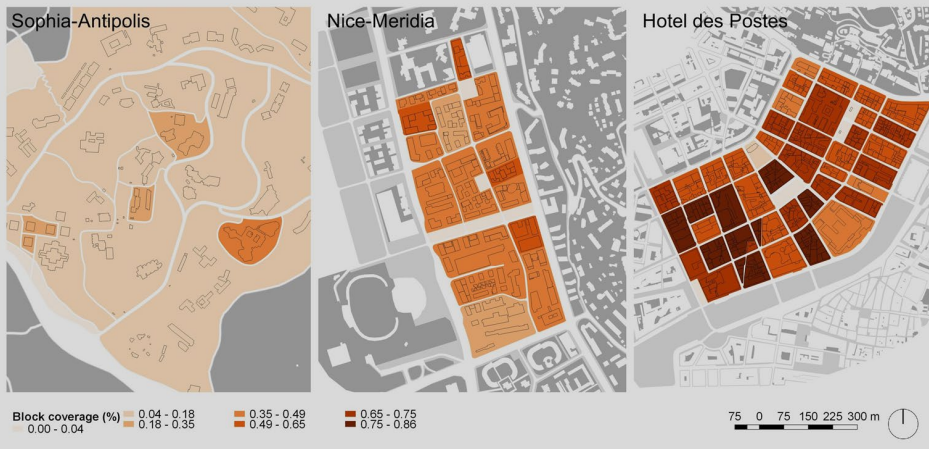 Sophia-Antipolis
Nice-Meridia
Hotel des Postes
Block coverage (%)
0.00 - 0.04
0.04 - 0.18
0.18 - 0.35
0.35 - 0.49
0.49 - 0.65
0.65 - 0.75
0.75 - 0.86
75 0 75 150 225 300 m